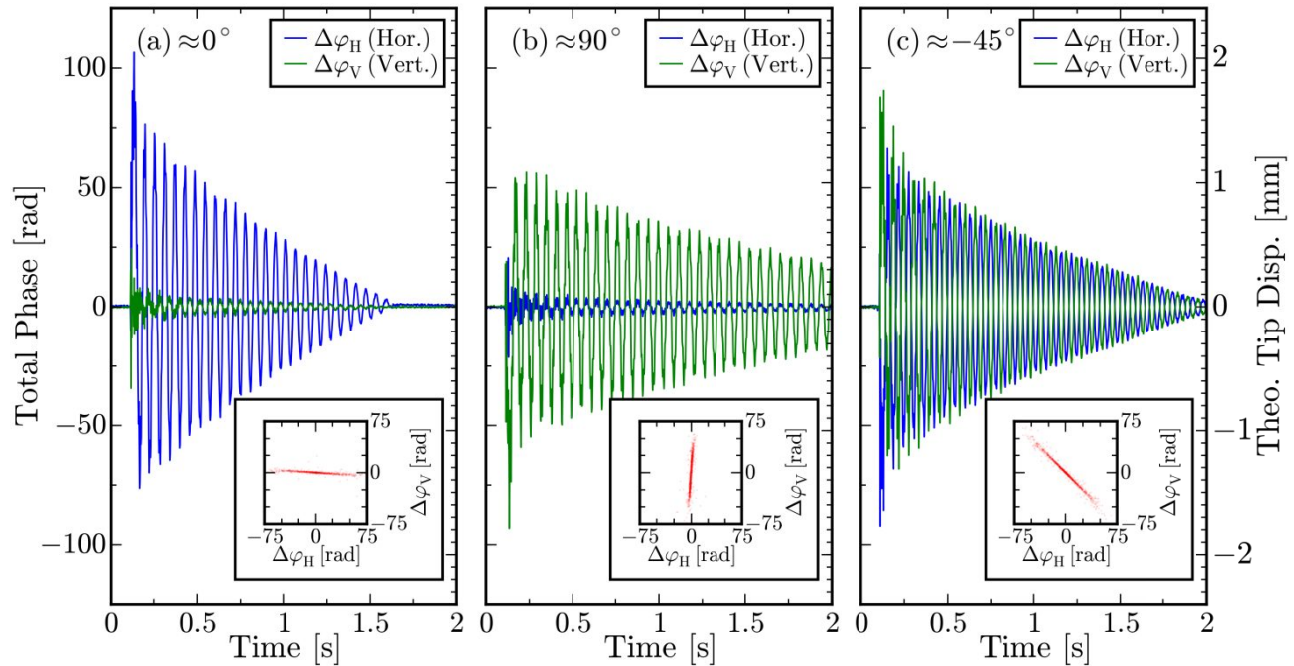 (a) ≈0°
Δφ_H (Hor.)
Δφ_V (Vert.)
(b) ≈90°
Δφ_H (Hor.)
Δφ_V (Vert.)
(c) ≈−45°
Δφ_H (Hor.)
Δφ_V (Vert.)
Total Phase [rad]
100
50
0
−50
−100
Theo. Tip Disp. [mm]
2
1
0
−1
−2
75
0
−75
Δφ_V [rad]
−75 0 75
Δφ_H [rad]
75
0
−75
Δφ_V [rad]
−75 0 75
Δφ_H [rad]
75
0
−75
Δφ_V [rad]
−75 0 75
Δφ_H [rad]
0 0.5 1 1.5 2
0.5 1 1.5 2
0.5 1 1.5 2
Time [s]
Time [s]
Time [s]